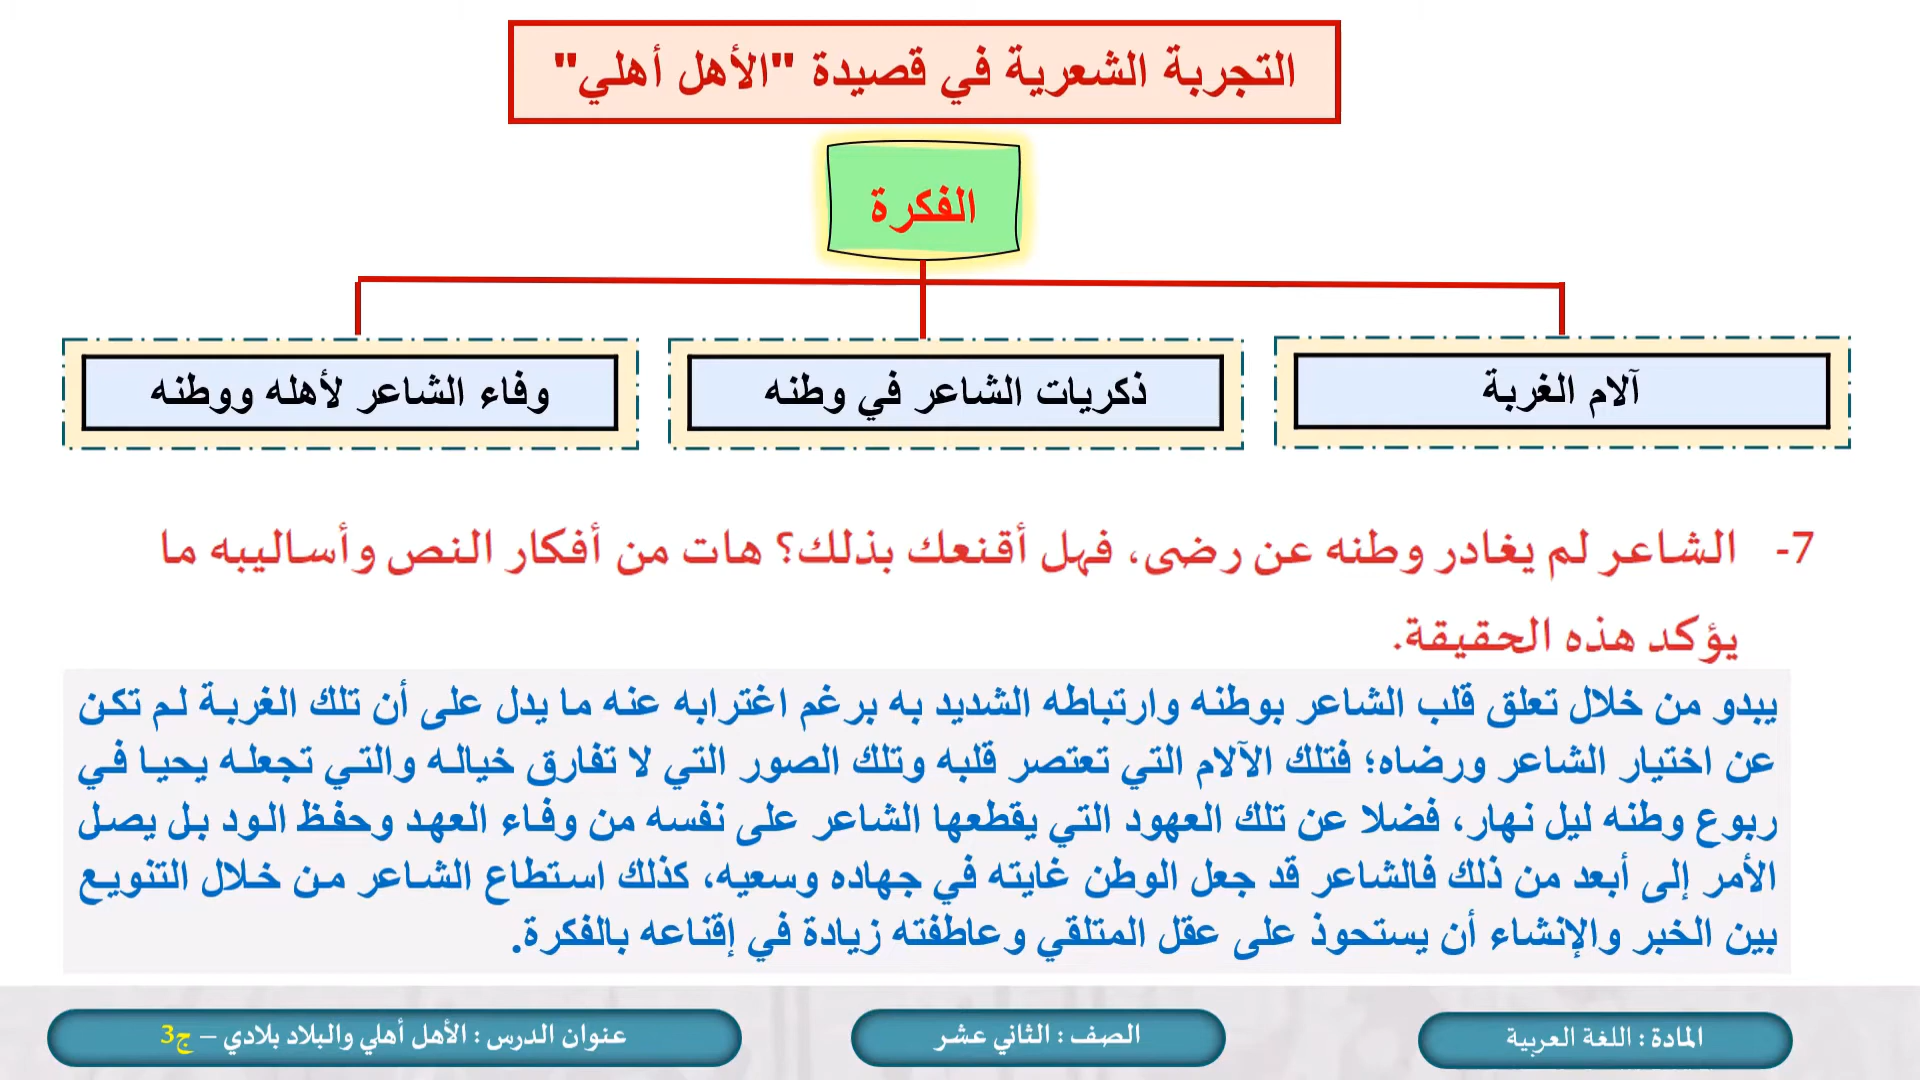 التجربة الشعرية في قصيدة "الأهل أهلي"
الفكرة
آلام الغربة
ذكريات الشاعر في وطنه
وفاء الشاعر لأهله ووطنه
7- الشاعر لم يغادر وطنه عن رضى، فهل أقنعك بذلك؟ هات من أفكار النص وأساليبه ما
يؤكد هذه الحقيقة.
يبدو من خلال تعلق قلب الشاعر بوطنه وارتباطه الشديد به برغم اغترابه عنه ما يدل على أن تلك الغربة لم تكن
عن اختيار الشاعر ورضاه؛ فتلك الآلام التي تعتصر قلبه وتلك الصور التي لا تفارق خياله والتي تجعله يحيا في
ربوع وطنه ليل نهار، فضلا عن تلك العهود التي يقطعها الشاعر على نفسه من وفاء العهد وحفظ الود بل يصل
الأمر إلى أبعد من ذلك فالشاعر قد جعل الوطن غايته في جهاده وسعيه، كذلك استطاع الشاعر من خلال التنويع
بين الخبر والإنشاء أن يستحوذ على عقل المتلقي وعاطفته زيادة في إقناعه بالفكرة.
المادة : اللغة العربية
الصف : الثاني عشر
عنوان الدرس : الأهل أهلي والبلاد بلادي – ج3